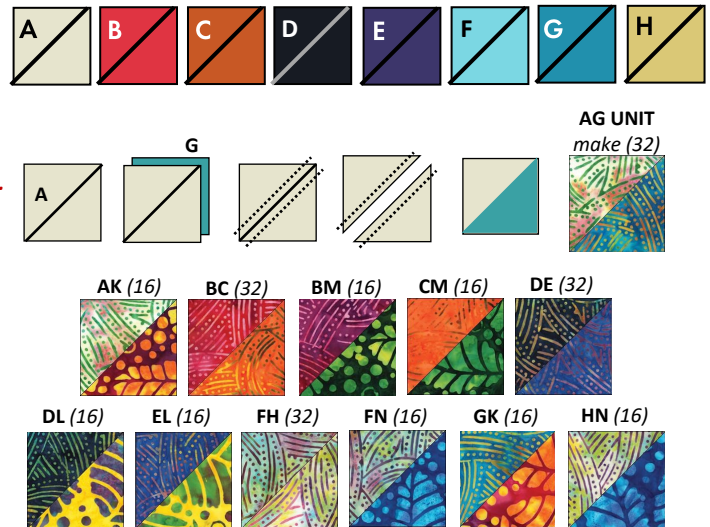 A B C D E F G H
AG UNIT
make (32)
G
A
AK (16) BC (32) BM (16) CM (16) DE (32)
DL (16) EL (16) FH (32) FN (16) GK (16) HN (16)